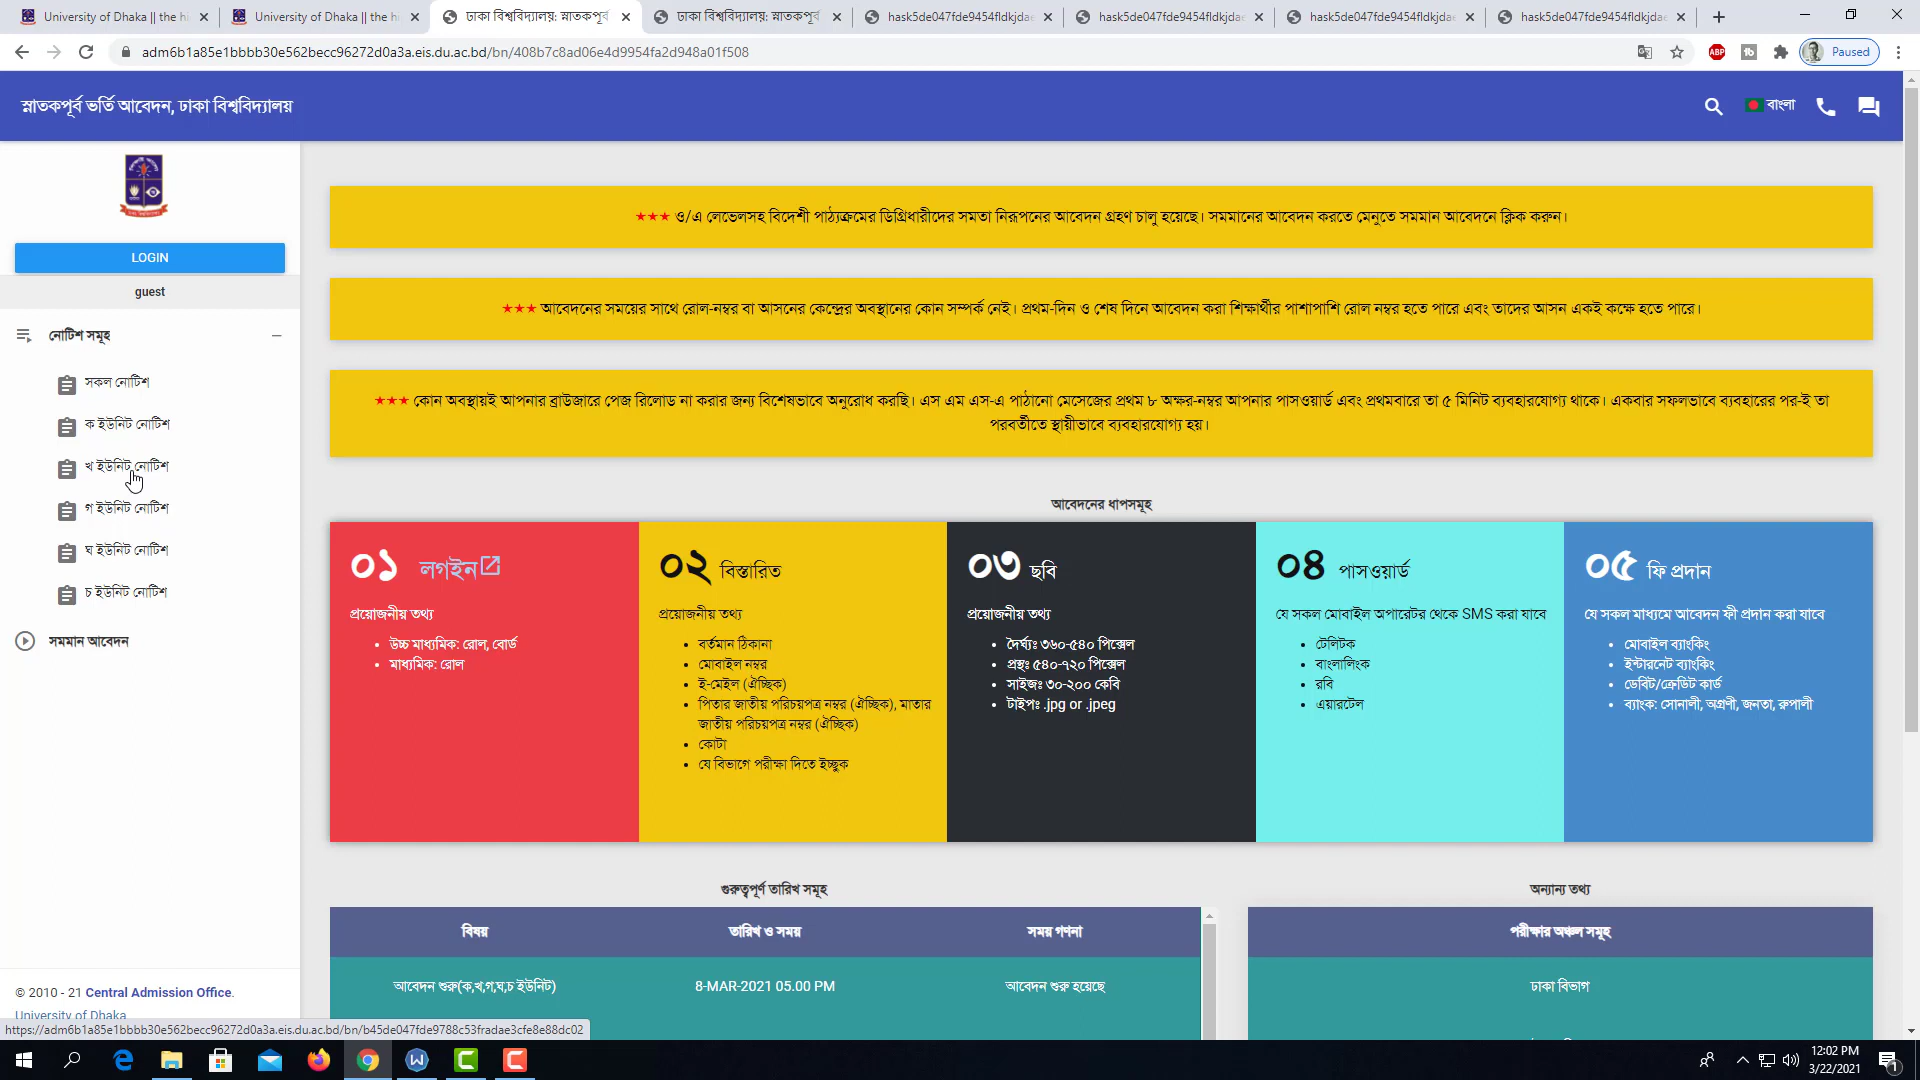 University of Dhaka || the hi
University of Dhaka || the h
ঢাকা বিশ্ববিদ্যালয়: স্নাতকপূর্ব
ঢাকা বিশ্ববিদ্যালয়: স্নাতকপূর্ব
hask5de047fde9454fldkjdae
hask5de047fde9454fldkjdae
hask5de047fde9454fldkjdae
hask5de047fde9454fldkjdae
adm6b1a85e1bbbb30e562becc96272d0a3a.eis.du.ac.bd/bn/408b7c8ad06e4d9954fa2d948a01f508
ABP
Paused
স্নাতকপূর্ব ভর্তি আবেদন, ঢাকা বিশ্ববিদ্যালয়
বাংলা
LOGIN
guest
নোটিশ সমূহ
সকল নোটিশ
ক ইউনিট নোটিশ
খ ইউনিট নোটিশ
গ ইউনিট নোটিশ
ঘ ইউনিট নোটিশ
চ ইউনিট নোটিশ
সমমান আবেদন
*** ও/এ লেভেলসহ বিদেশী পাঠ্যক্রমের ডিগ্রিধারীদের সমতা নিরূপনের আবেদন গ্রহণ চালু হয়েছে। সমমানের আবেদন করতে মেনুতে সমমান আবেদনে ক্লিক করুন।
*** আবেদনের সময়ের সাথে রোল-নম্বর বা আসনের কেন্দ্রের অবস্থানের কোন সম্পর্ক নেই। প্রথম-দিন ও শেষ দিনে আবেদন করা শিক্ষার্থীর পাশাপাশি রোল নম্বর হতে পারে এবং তাদের আসন একই কক্ষে হতে পারে।
*** কোন অবস্থায়ই আপনার ব্রাউজারে পেজ রিলোড না করার জন্য বিশেষভাবে অনুরোধ করছি। এস এম এস-এ পাঠানো মেসেজের প্রথম ৮ অক্ষর-নম্বর আপনার পাসওয়ার্ড এবং প্রথমবারে তা ৫ মিনিট ব্যবহারযোগ্য থাকে। একবার সফলভাবে ব্যবহারের পর-ই তা
পরবর্তীতে স্থায়ীভাবে ব্যবহারযোগ্য হয়।
আবেদনের ধাপসমূহ
০১ লগইন
প্রয়োজনীয় তথ্য
• উচ্চ মাধ্যমিক: রোল, বোর্ড
• মাধ্যমিক: রোল
০২ বিস্তারিত
প্রয়োজনীয় তথ্য
• বর্তমান ঠিকানা
• মোবাইল নম্বর
• ই-মেইল (ঐচ্ছিক)
• পিতার জাতীয় পরিচয়পত্র নম্বর (ঐচ্ছিক), মাতার
জাতীয় পরিচয়পত্র নম্বর (ঐচ্ছিক)
• কোটা
• যে বিভাগে পরীক্ষা দিতে ইচ্ছুক
০৩ ছবি
প্রয়োজনীয় তথ্য
• দৈর্ঘ্যঃ ৩৬০-৫৪০ পিক্সেল
• প্রস্থঃ ৫৪০-৭২০ পিক্সেল
• সাইজঃ ৩০-২০০ কেবি
• টাইপঃ .jpg or .jpeg
০৪ পাসওয়ার্ড
যে সকল মোবাইল অপারেটর থেকে SMS করা যাবে
• টেলিটক
• বাংলালিংক
• রবি
• এয়ারটেল
০৫ ফি প্রদান
যে সকল মাধ্যমে আবেদন ফী প্রদান করা যাবে
• মোবাইল ব্যাংকিং
• ইন্টারনেট ব্যাংকিং
• ডেবিট/ক্রেডিট কার্ড
• ব্যাংক: সোনালী, অগ্রণী, জনতা, রুপালী
গুরুত্বপূর্ণ তারিখ সমূহ
বিষয় তারিখ ও সময় সময় গণনা
আবেদন শুরু(ক,খ,গ,ঘ,চ ইউনিট) 8-MAR-2021 05.00 PM আবেদন শুরু হয়েছে
অন্যান্য তথ্য
পরীক্ষার অঞ্চল সমূহ
ঢাকা বিভাগ
© 2010 - 21 Central Admission Office.
University of Dhaka
https://adm6b1a85e1bbbb30e562becc96272d0a3a.eis.du.ac.bd/bn/b45de047fde9788c53fradae3cfe8e88dc02
12:02 PM
3/22/2021
1